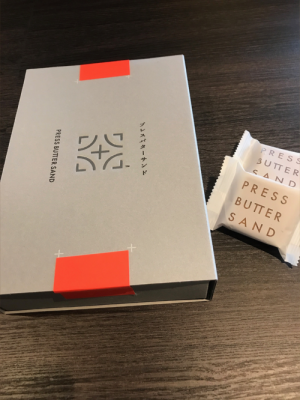 プレスバターサンド
PRESS BUTTER SAND
PRESS
BUTTER
SAND
PRESS
BUTTER
SAND